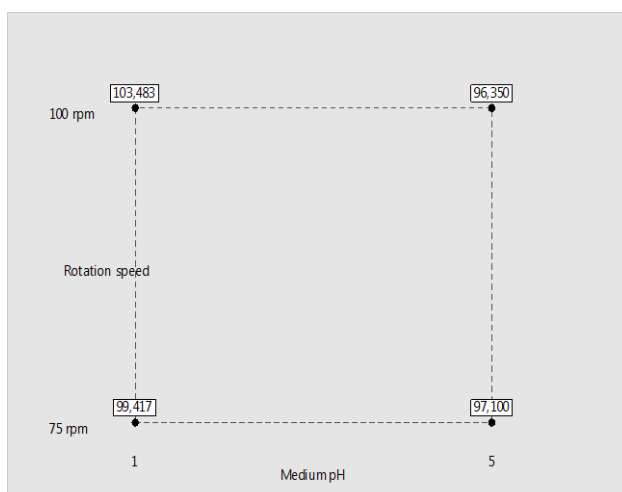 103,483
96,350
100 rpm
Rotation speed
99,417
97,100
75 rpm
1
5
Medium pH